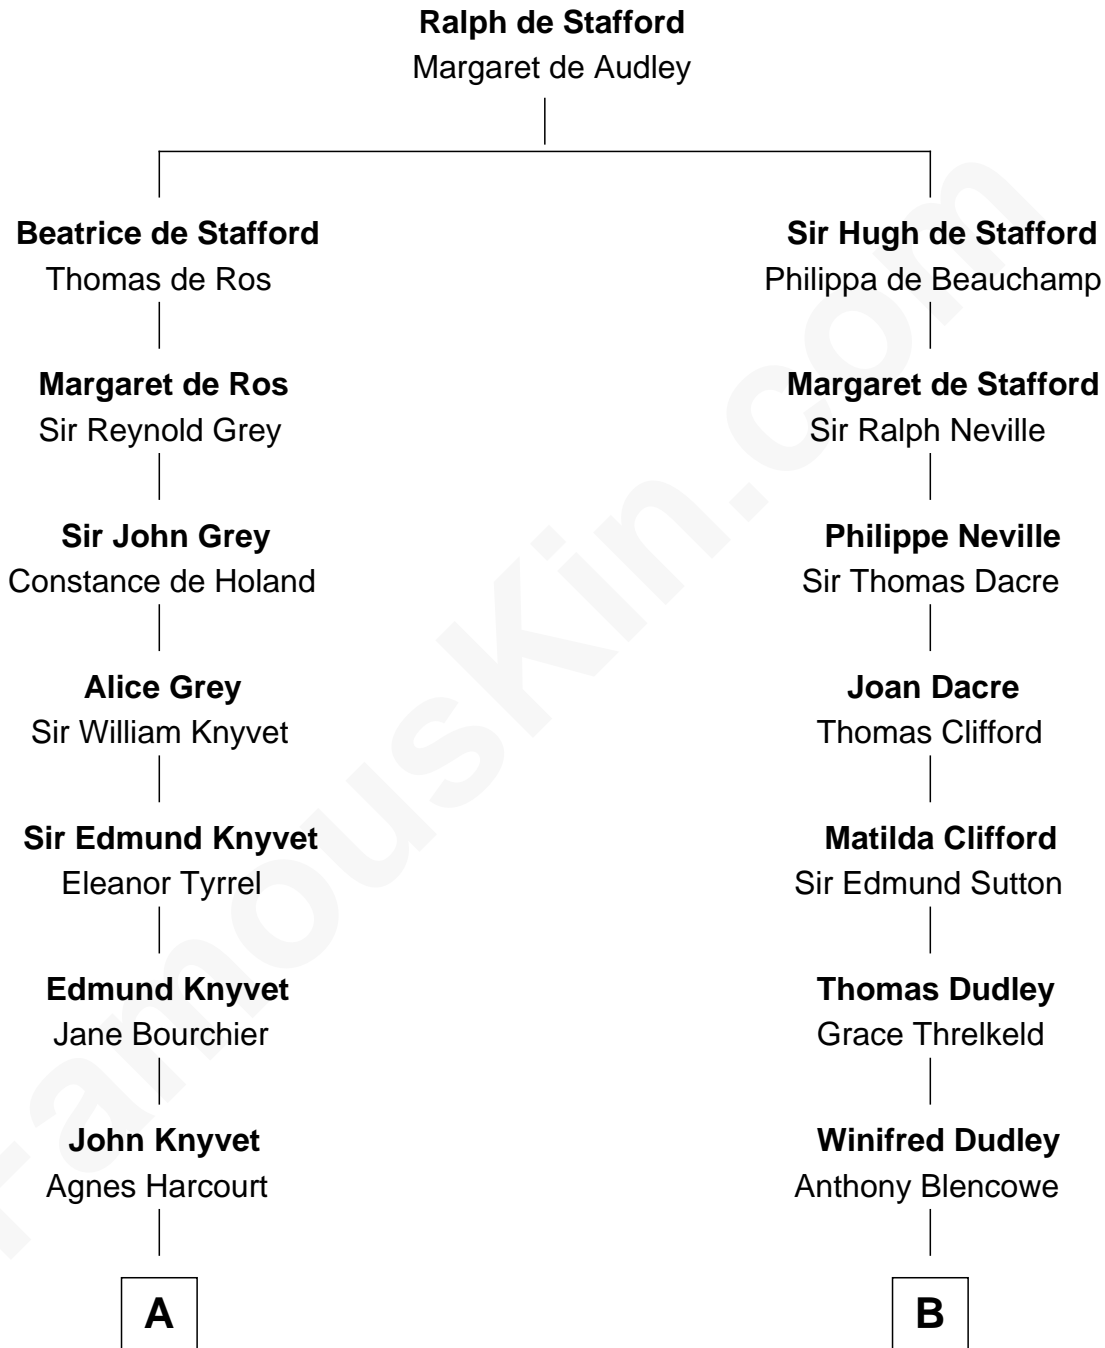 Ralph de Stafford
Margaret de Audley
Beatrice de Stafford
Thomas de Ros
Sir Hugh de Stafford
Philippa de Beauchamp
Margaret de Ros
Sir Reynold Grey
Margaret de Stafford
Sir Ralph Neville
Sir John Grey
Constance de Holand
Philippe Neville
Sir Thomas Dacre
Alice Grey
Sir William Knyvet
Joan Dacre
Thomas Clifford
Sir Edmund Knyvet
Eleanor Tyrrel
Matilda Clifford
Sir Edmund Sutton
Edmund Knyvet
Jane Bourchier
Thomas Dudley
Grace Threlkeld
John Knyvet
Agnes Harcourt
Winifred Dudley
Anthony Blencowe
A
B
FamousKin.com